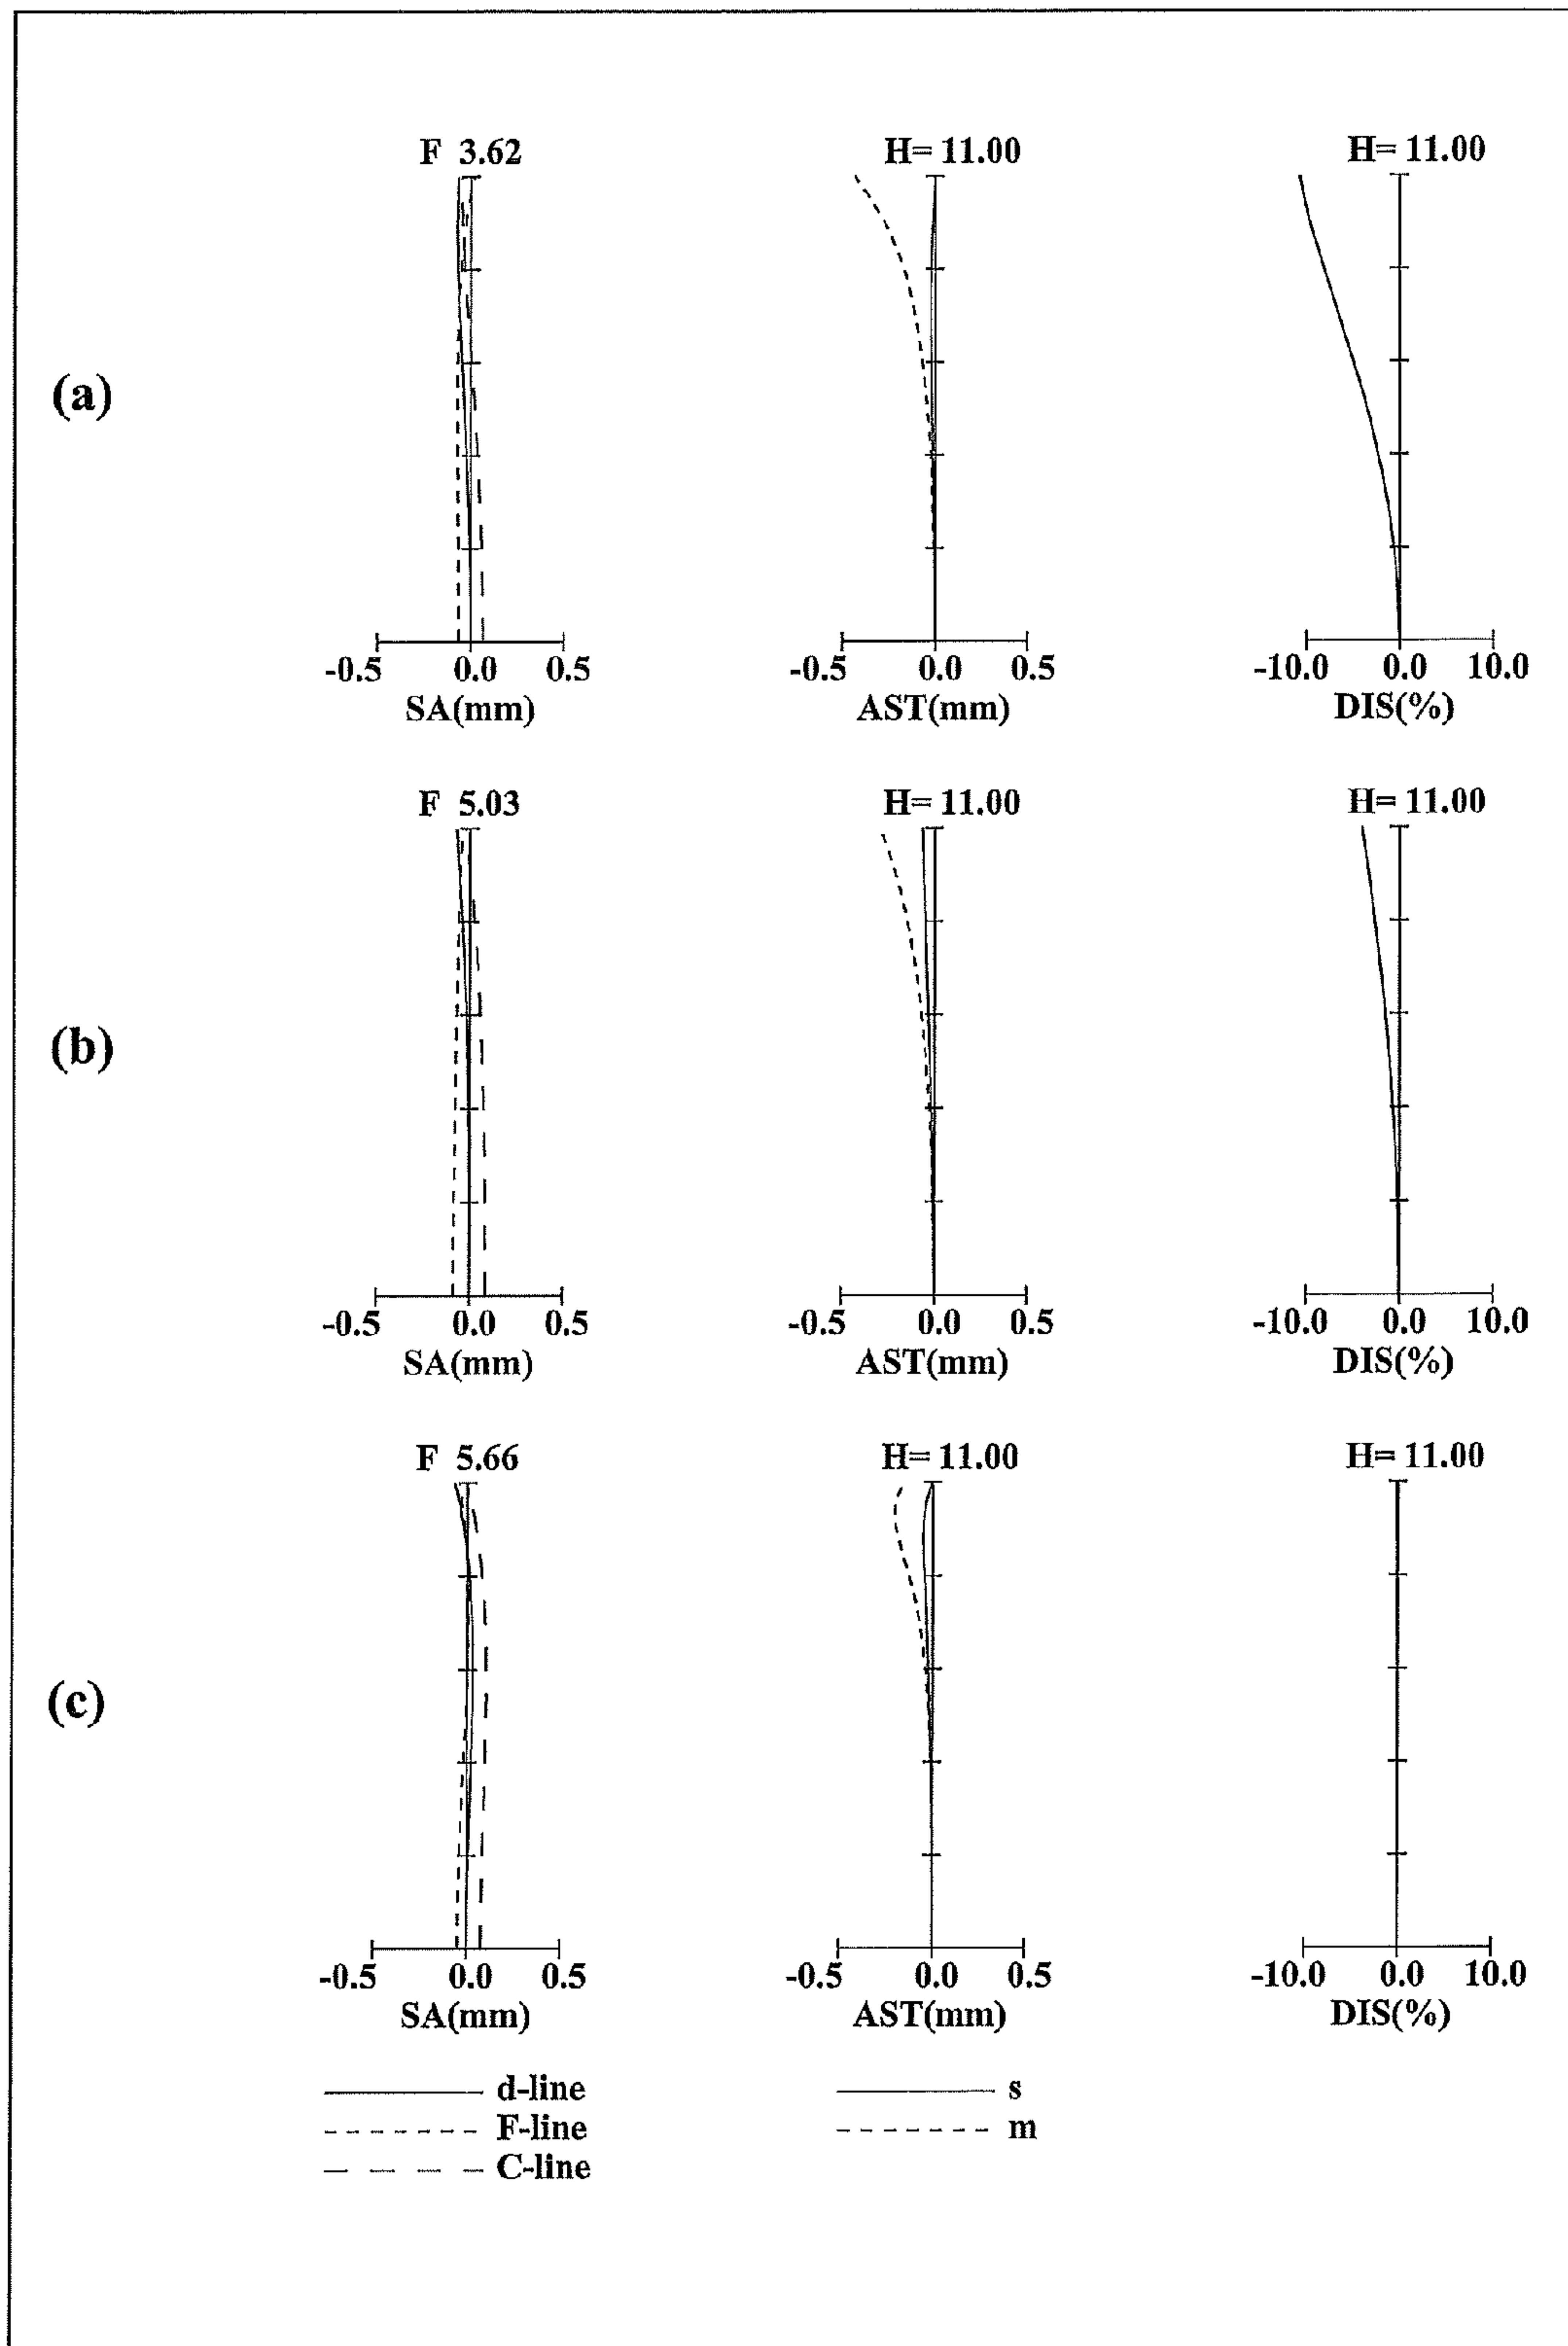 F 3.62
H= 11.00
H= 11.00
(a)
-0.5 0.0 0.5
SA(mm)
-0.5 0.0 0.5
AST(mm)
-10.0 0.0 10.0
DIS(%)
F 5.03
H= 11.00
H= 11.00
(b)
-0.5 0.0 0.5
SA(mm)
-0.5 0.0 0.5
AST(mm)
-10.0 0.0 10.0
DIS(%)
F 5.66
H= 11.00
H= 11.00
(c)
-0.5 0.0 0.5
SA(mm)
-0.5 0.0 0.5
AST(mm)
-10.0 0.0 10.0
DIS(%)
d-line
F-line
C-line
s
m